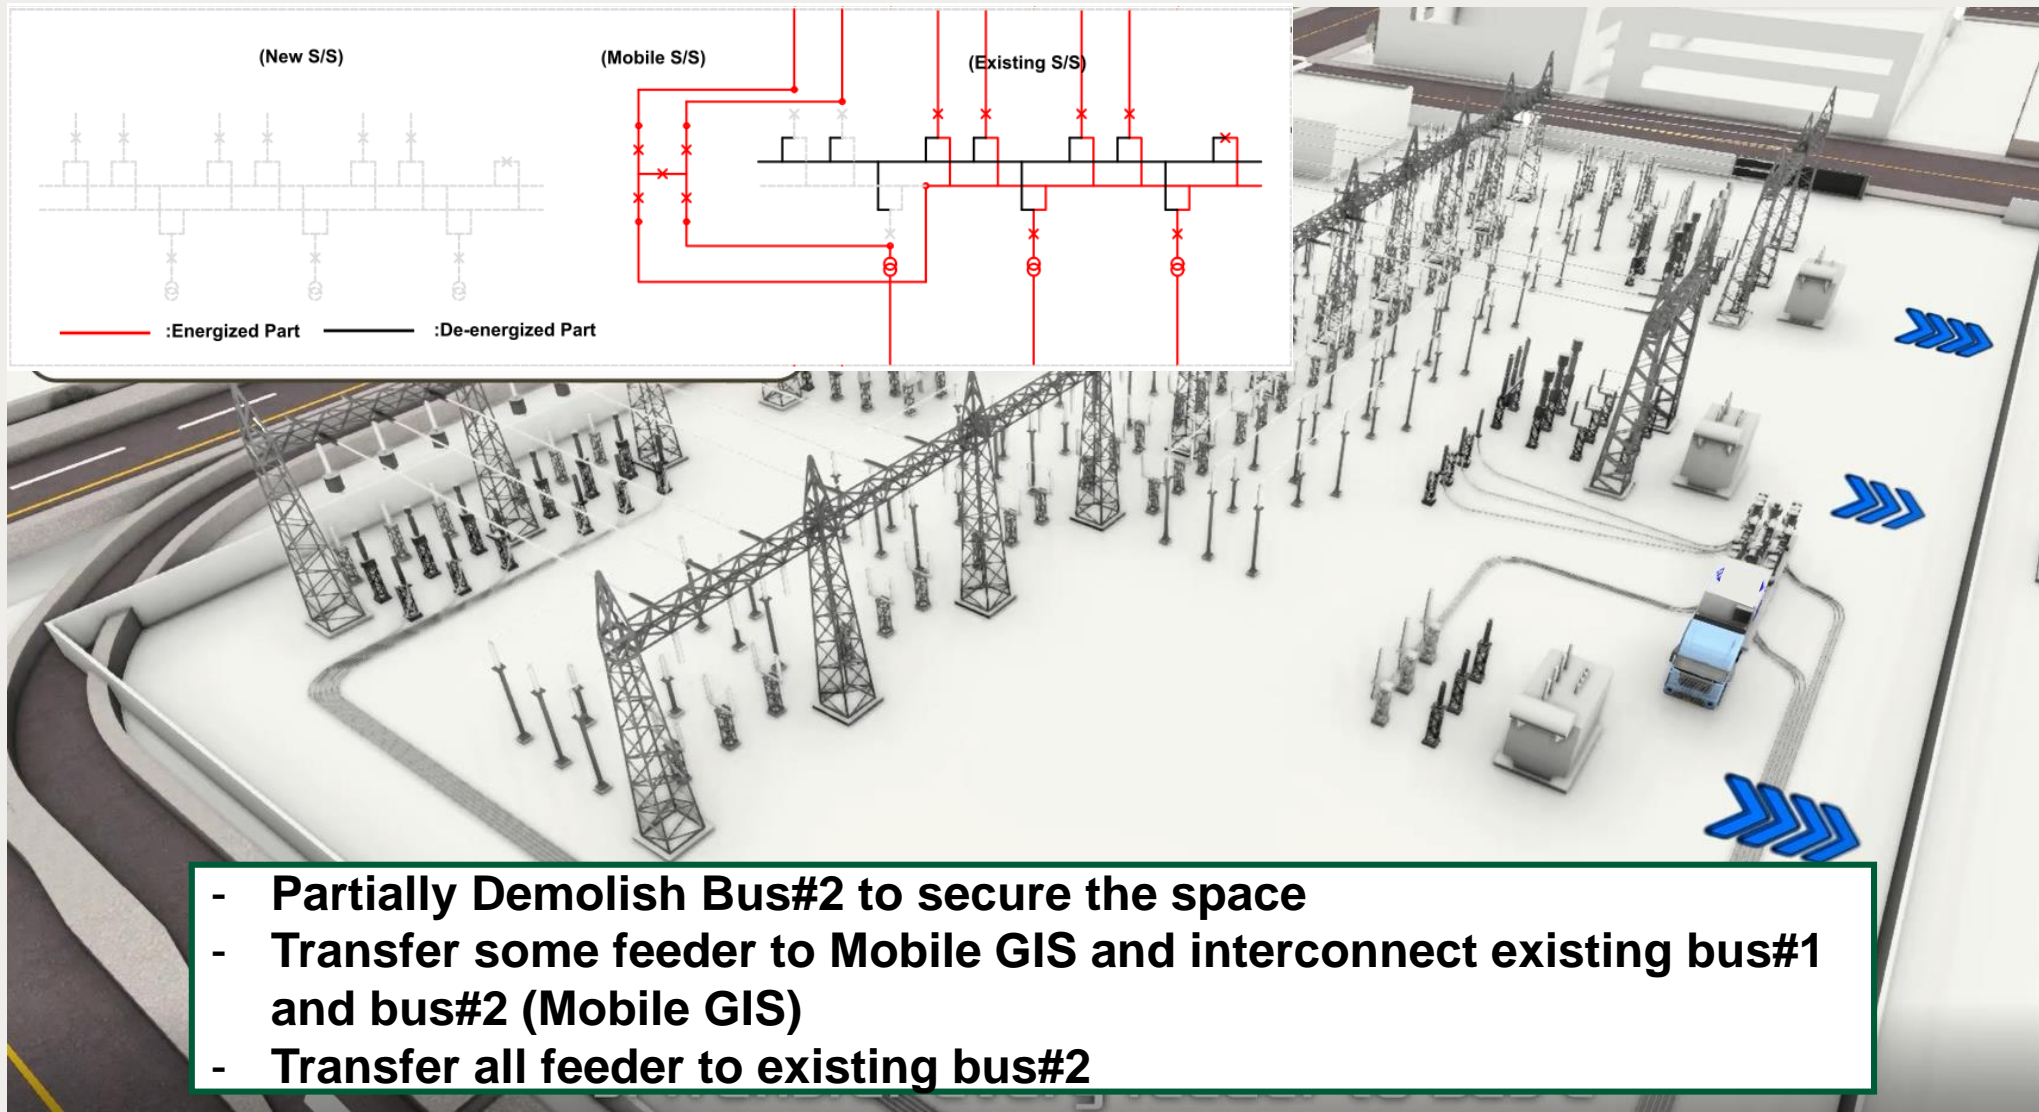 (New S/S)
(Mobile S/S)
(Existing S/S)
:Energized Part
:De-energized Part
- Partially Demolish Bus#2 to secure the space
- Transfer some feeder to Mobile GIS and interconnect existing bus#1
and bus#2 (Mobile GIS)
- Transfer all feeder to existing bus#2